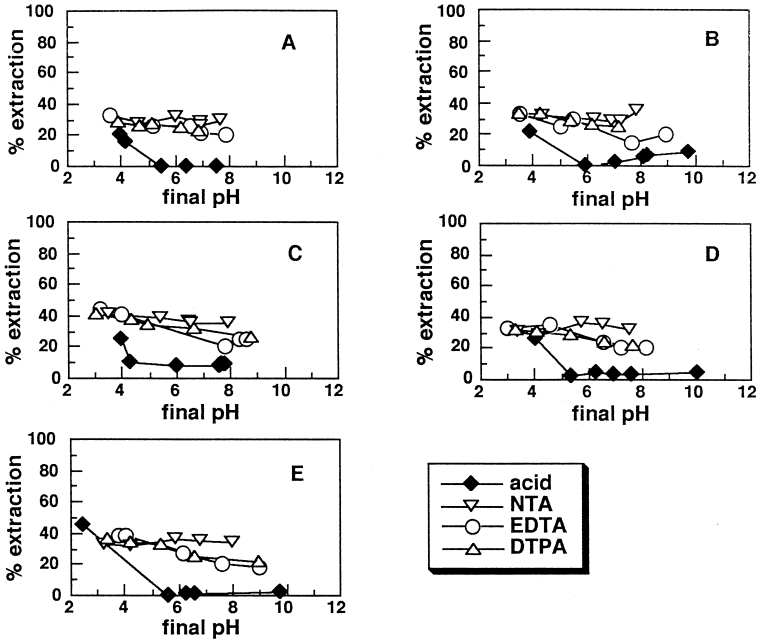 % extraction
100
80
60
40
20
0
A
2 4 6 8 10 12
final pH
% extraction
100
80
60
40
20
0
B
2 4 6 8 10 12
final pH
% extraction
100
80
60
40
20
0
C
2 4 6 8 10 12
final pH
% extraction
100
80
60
40
20
0
D
2 4 6 8 10 12
final pH
% extraction
100
80
60
40
20
0
E
2 4 6 8 10 12
final pH
acid
NTA
EDTA
DTPA